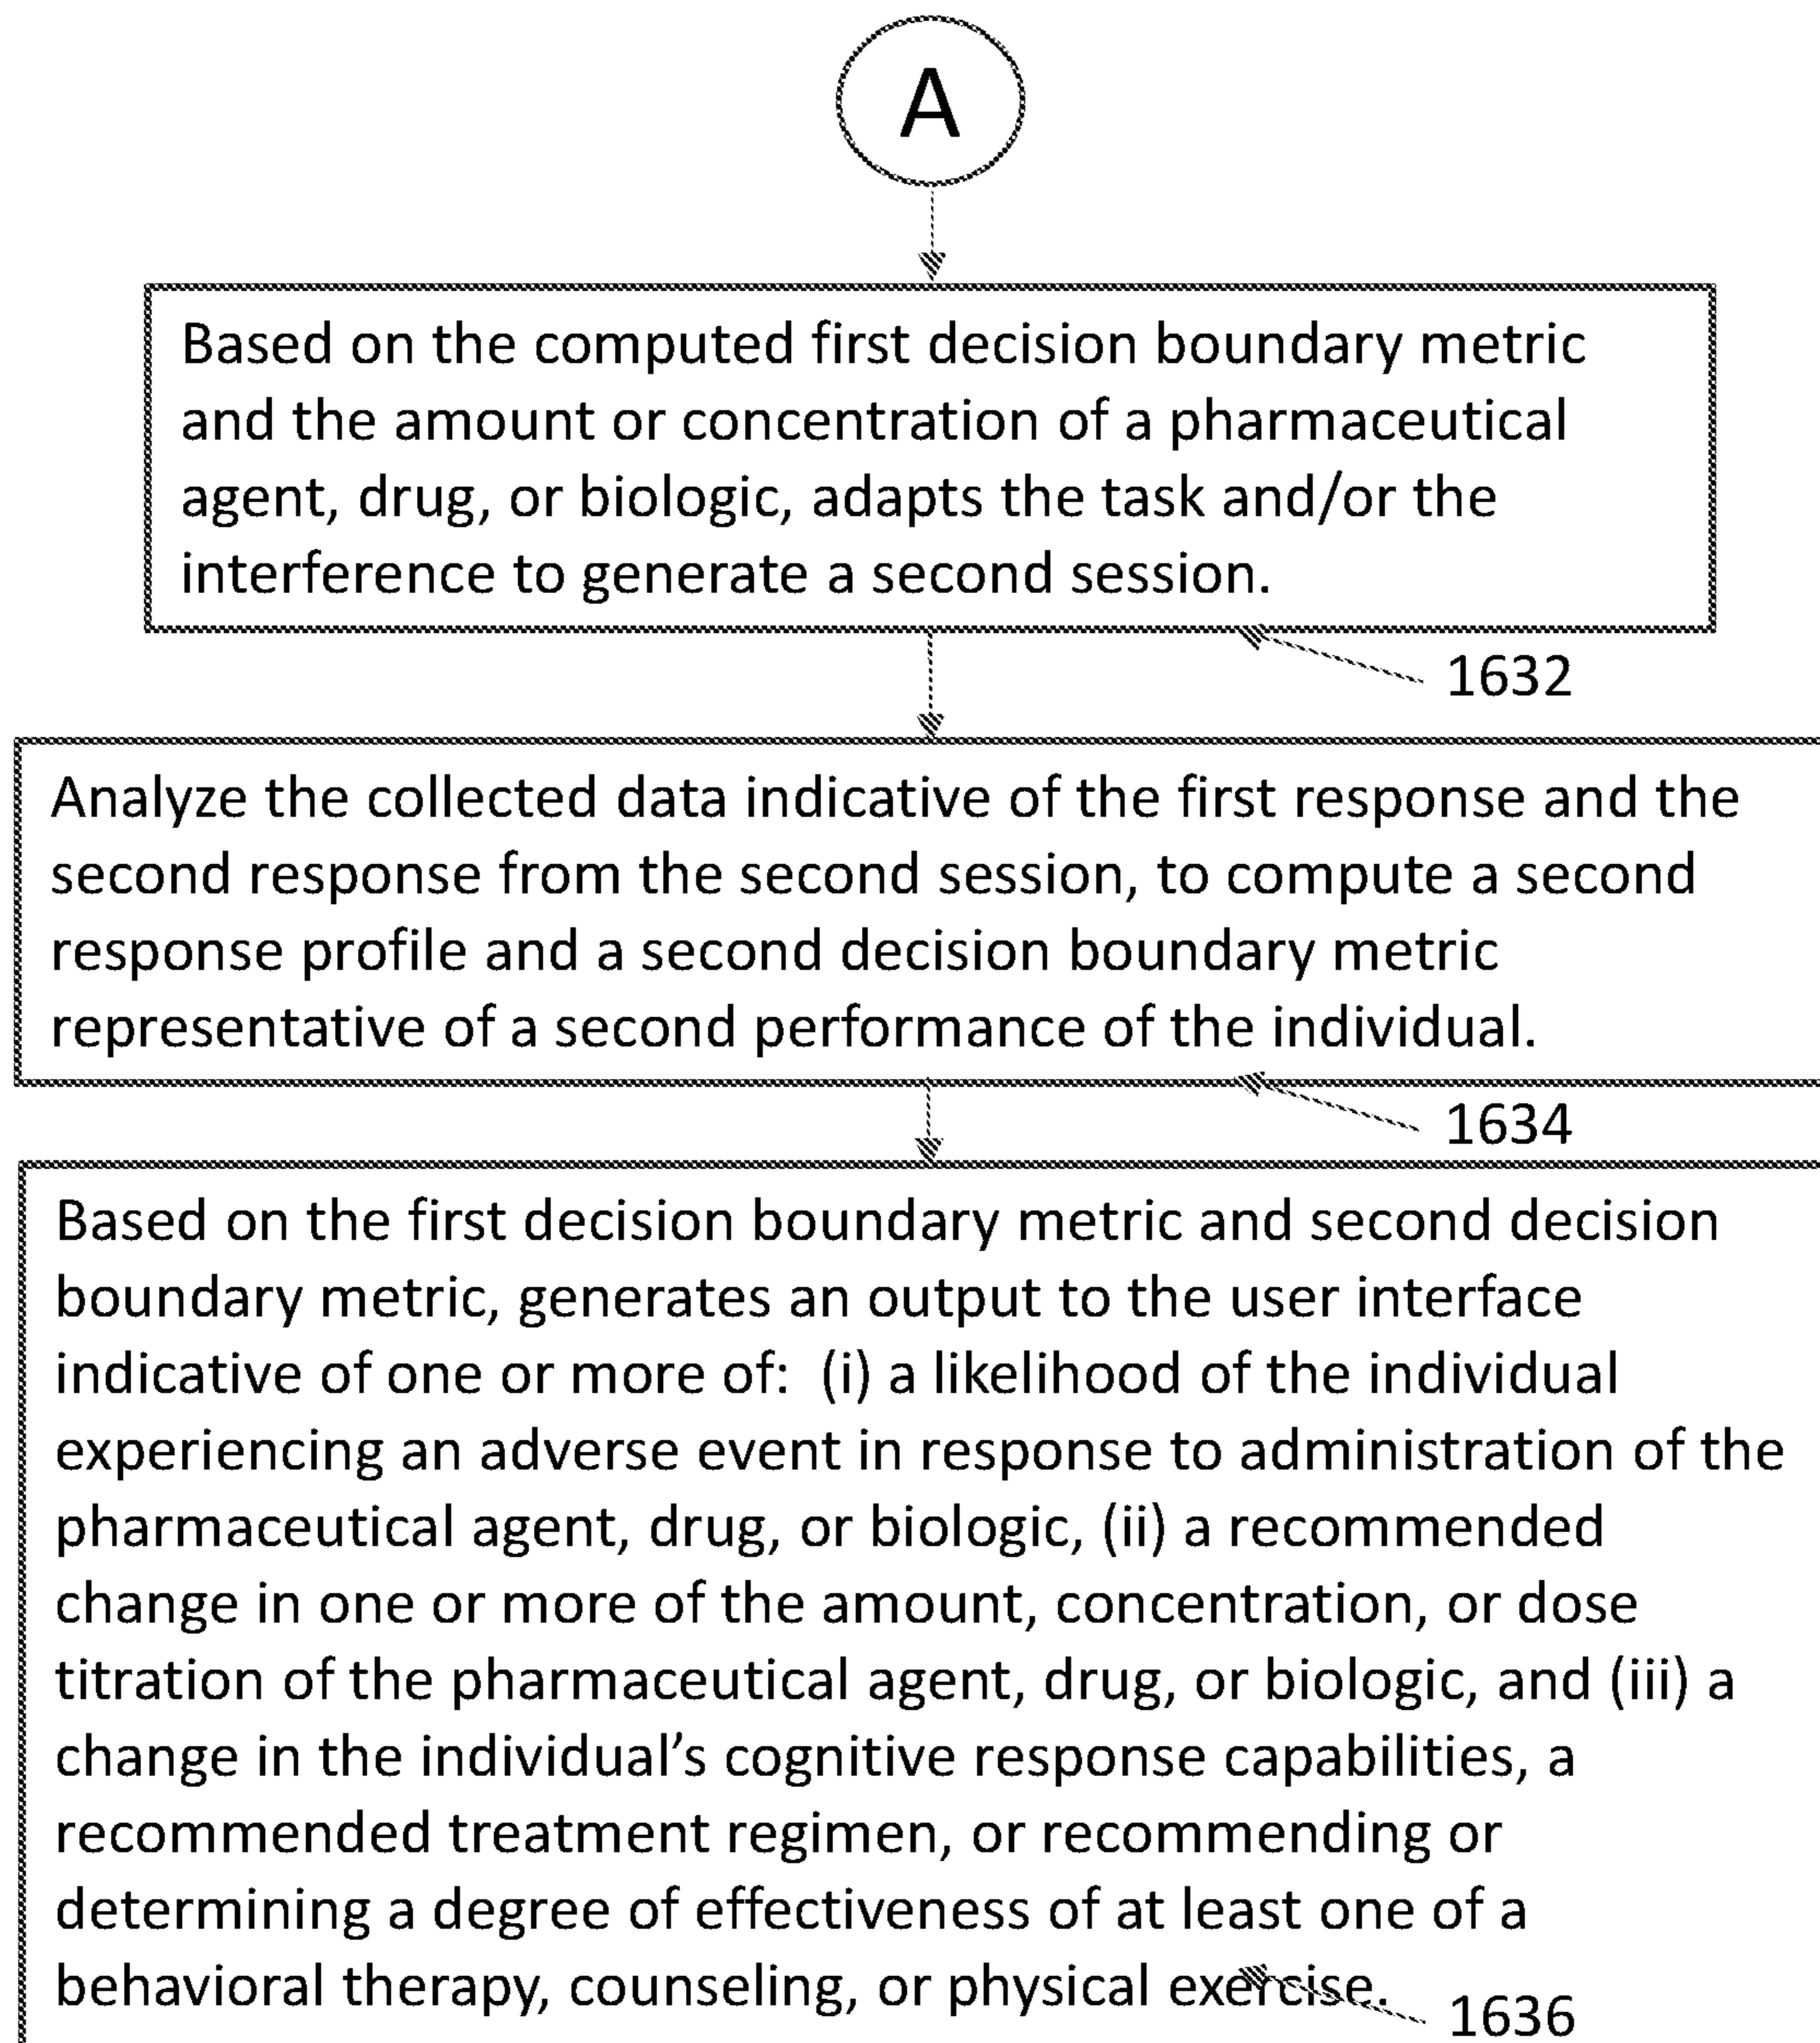 A
Based on the computed first decision boundary metric
and the amount or concentration of a pharmaceutical
agent, drug, or biologic, adapts the task and/or the
interference to generate a second session.
1632
Analyze the collected data indicative of the first response and the
second response from the second session, to compute a second
response profile and a second decision boundary metric
representative of a second performance of the individual.
1634
Based on the first decision boundary metric and second decision
boundary metric, generates an output to the user interface
indicative of one or more of:  (i) a likelihood of the individual
experiencing an adverse event in response to administration of the
pharmaceutical agent, drug, or biologic, (ii) a recommended
change in one or more of the amount, concentration, or dose
titration of the pharmaceutical agent, drug, or biologic, and (iii) a
change in the individual’s cognitive response capabilities, a
recommended treatment regimen, or recommending or
determining a degree of effectiveness of at least one of a
behavioral therapy, counseling, or physical exercise.
1636